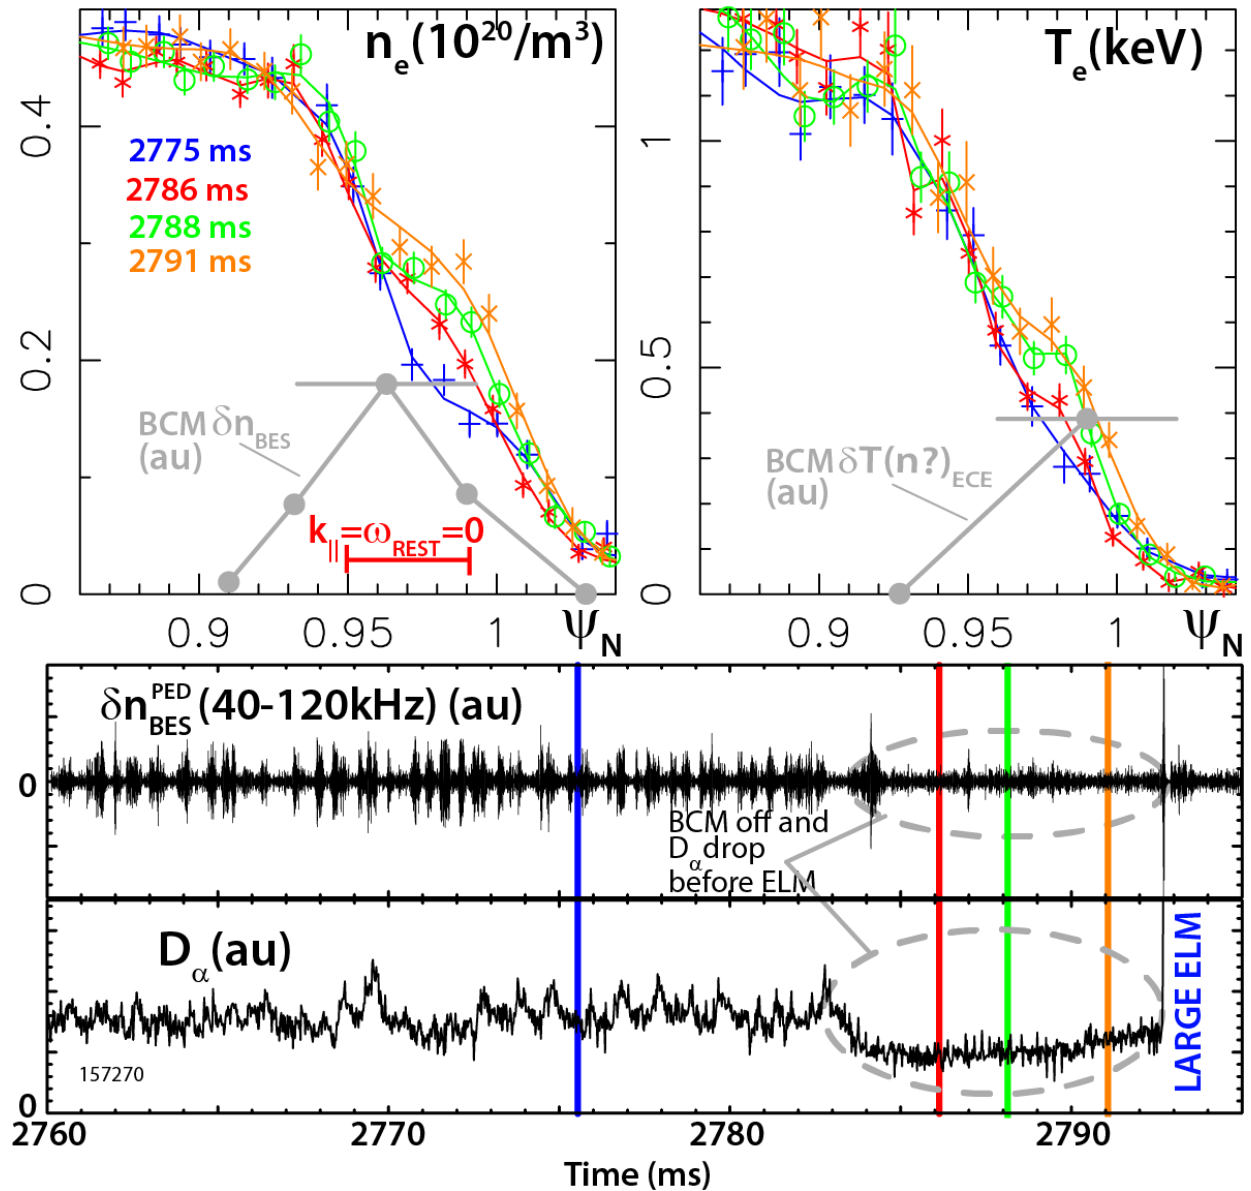 nₑ(10²⁰/m³)
0.4
0.2
0
2775 ms
2786 ms
2788 ms
2791 ms
BCM δn_BES
(au)
k_||=ω_REST=0
0.9 0.95 1 Ψ_N
Tₑ(keV)
1
0.5
0
BCM δT(n?)_ECE
(au)
0.9 0.95 1 Ψ_N
δn_BES^PED (40-120kHz) (au)
0
BCM off and
D_α drop
before ELM
D_α(au)
LARGE ELM
157270
0
2760 2770 2780 2790
Time (ms)